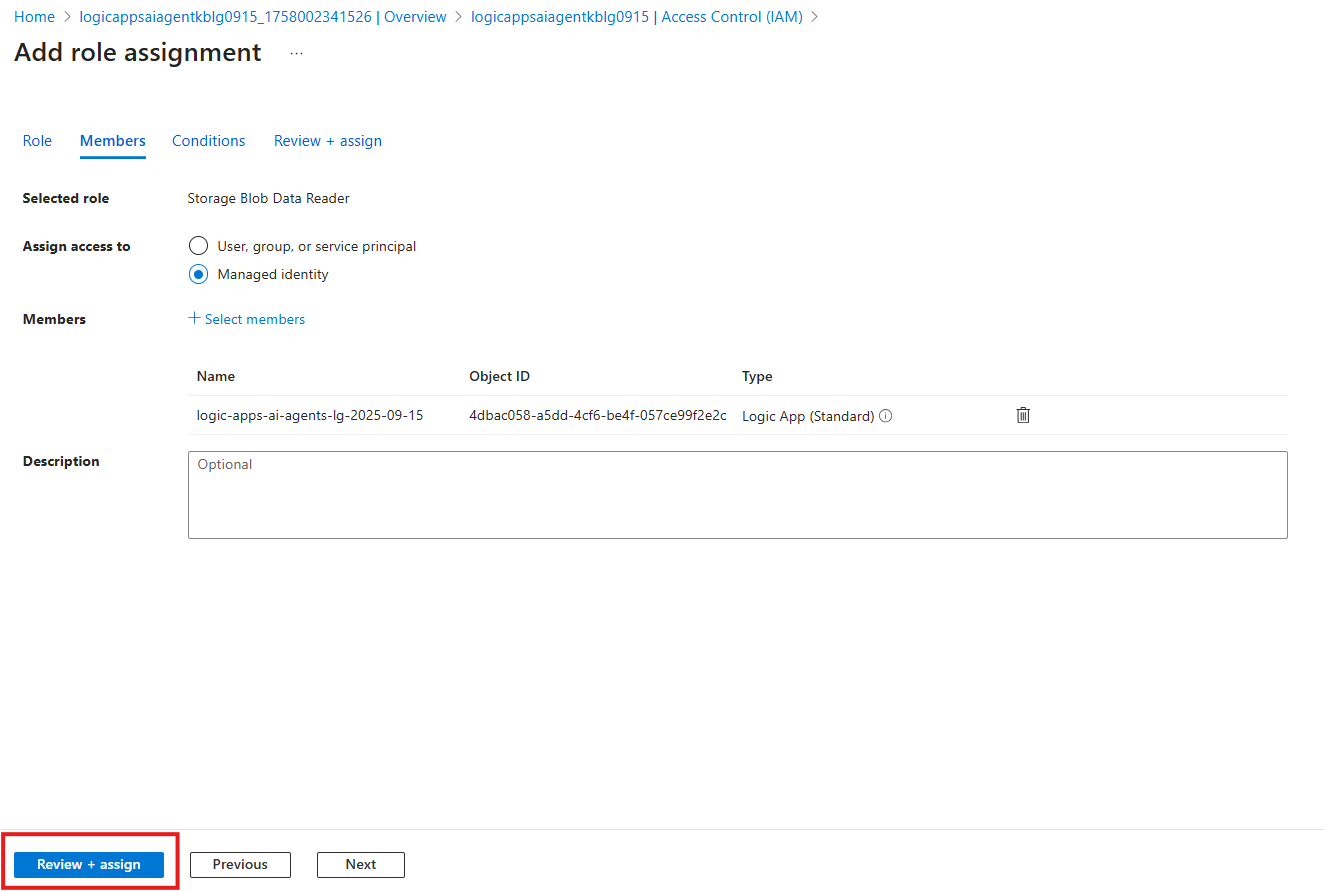 Home > logicappsaiagentkblg0915_1758002341526 | Overview > logicappsaiagentkblg0915 | Access Control (IAM) >
Add role assignment ...
Role Members Conditions Review + assign
Selected role Storage Blob Data Reader
Assign access to User, group, or service principal
Managed identity
Members + Select members
Name Object ID Type
logic-apps-ai-agents-lg-2025-09-15 4dbac058-a5dd-4cf6-be4f-057ce99f2e2c Logic App (Standard)
Description Optional
Review + assign Previous Next